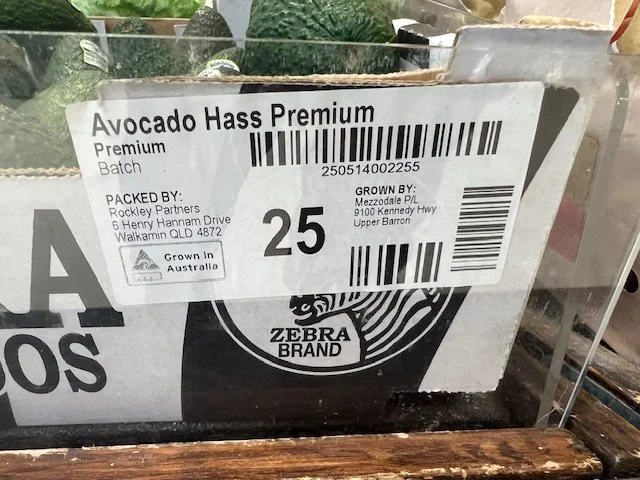 Avocado Hass Premium
Premium
Batch
250514002255
PACKED BY:
Rockley Partners
6 Henry Hannam Drive
Walkamin QLD 4872
25
GROWN BY:
Mezzodale P/L
9100 Kennedy Hwy
Upper Barron
Grown In
Australia
ZEBRA
BRAND
A
OS